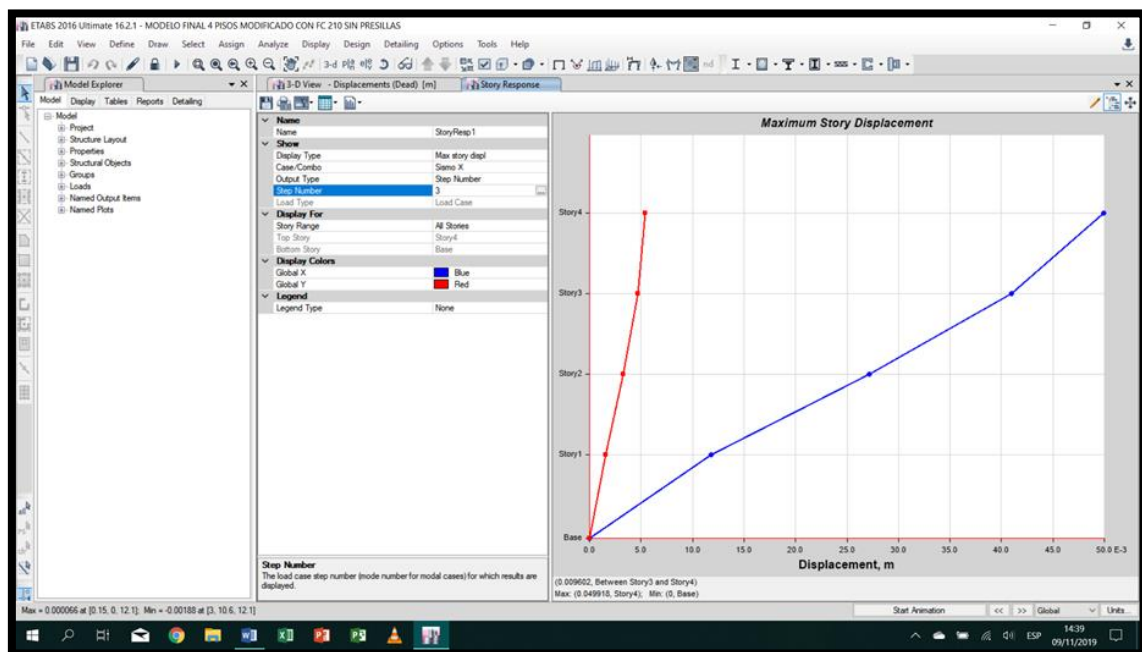 ETABS 2016 Ultimate 16.2.1 - MODELO FINAL 4 PISOS MODIFICADO CON FC 210 SIN PRESILLAS
File Edit View Define Draw Select Assign Analyze Display Design Detailing Options Tools Help
3-d
Model Explorer
3-D View - Displacements (Dead) [m]
Story Response
Model Display Tables Reports Detailing
Model
Project
Structure Layout
Properties
Structural Objects
Groups
Loads
Named Output Items
Named Plots
Name
Name StoryResp1
Show
Display Type Max story displ
Case/Combo Sismo X
Output Type Step Number
Step Number 3
Load Type Load Case
Display For
Story Range All Stories
Top Story Story4
Bottom Story Base
Display Colors
Global X Blue
Global Y Red
Legend
Legend Type None
Step Number
The load case step number (mode number for modal cases) for which results are
displayed.
Maximum Story Displacement
Story4
Story3
Story2
Story1
Base
0.0 5.0 10.0 15.0 20.0 25.0 30.0 35.0 40.0 45.0 50.0 E-3
Displacement, m
(0.009602, Between Story3 and Story4)
Max: (0.049918, Story4); Min: (0, Base)
Max = 0.000066 at [0.15, 0, 12.1]; Min = -0.00188 at [3, 10.6, 12.1]
Start Animation << >> Global Units...
ESP
14:39
09/11/2019